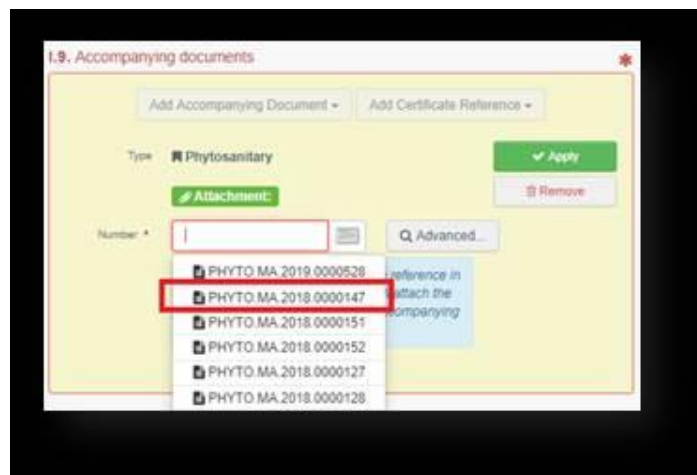 I.9. Accompanying documents *
Add Accompanying Document Add Certificate Reference
Type Phytosanitary Apply
Attachment: Remove
Number * Advanced...
PHYTO.MA.2019.0000528 reference in
PHYTO.MA.2018.0000147 attach the
PHYTO.MA.2018.0000151 ompanying
PHYTO.MA.2018.0000152
PHYTO.MA.2018.0000127
PHYTO.MA.2018.0000128